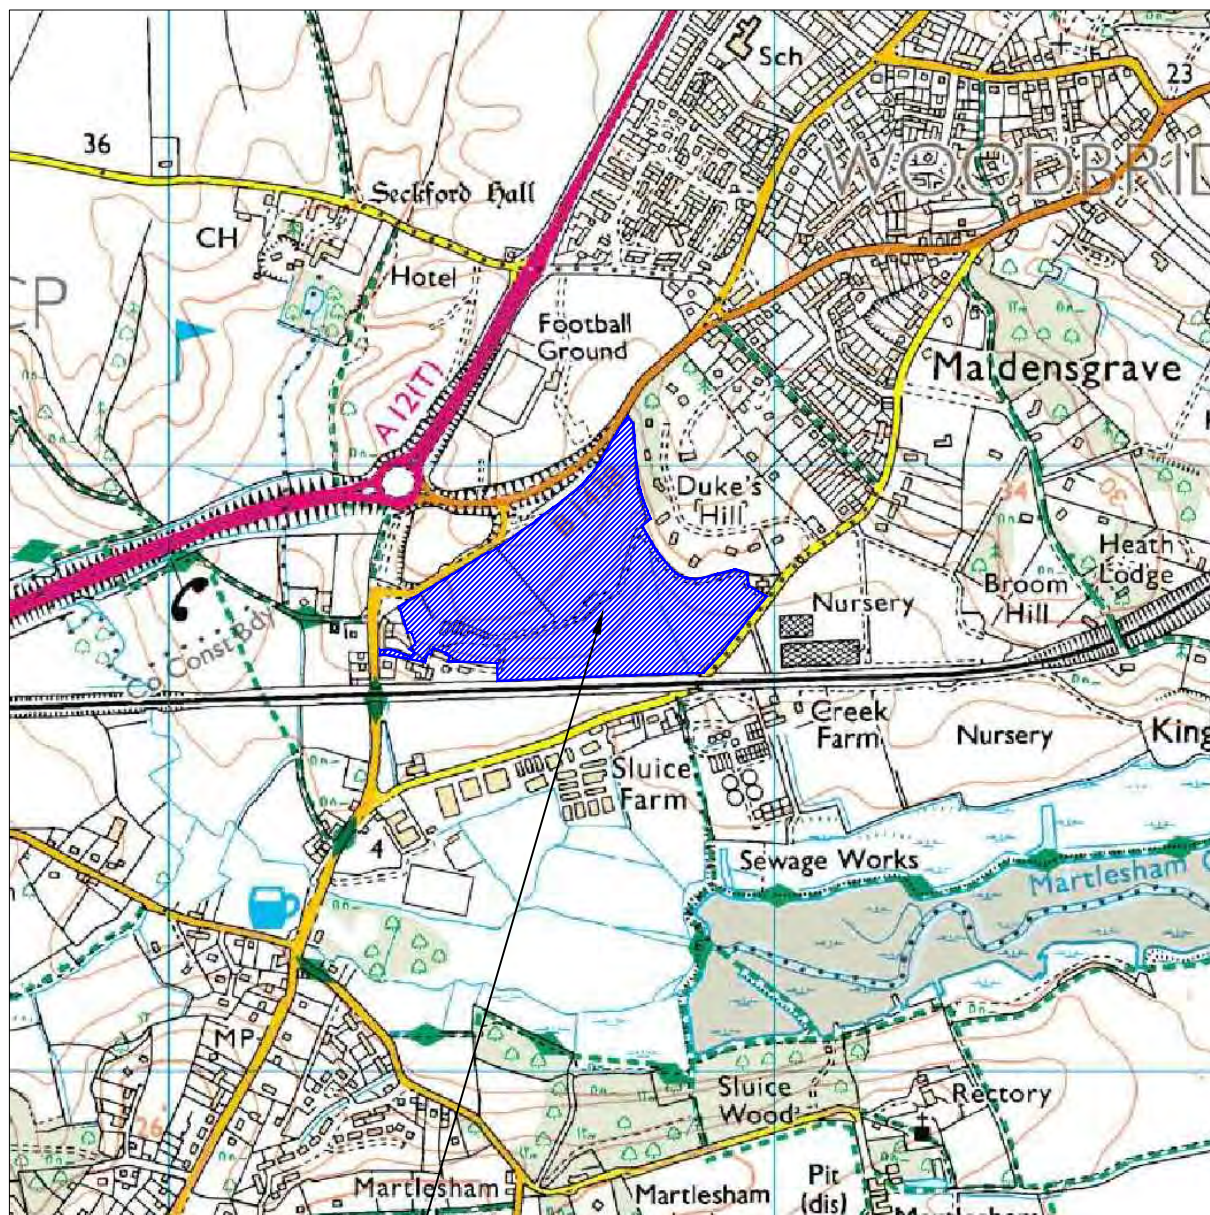 Sch
23
36
WOODBRID
Seckford Hall
CH
Hotel
CP
Football
Ground
Maidensgrave
A 12(T)
Duke's
Hill
34
30
Heath
Lodge
Broom
Hill
Nursery
Co Const Bdy
Creek
Farm
Nursery
King
Sluice
Farm
4
Sewage Works
Martlesham C
MP
Sluice
Wood
Rectory
26
Martlesham
Martlesham
Pit
(dis)
Martlesham